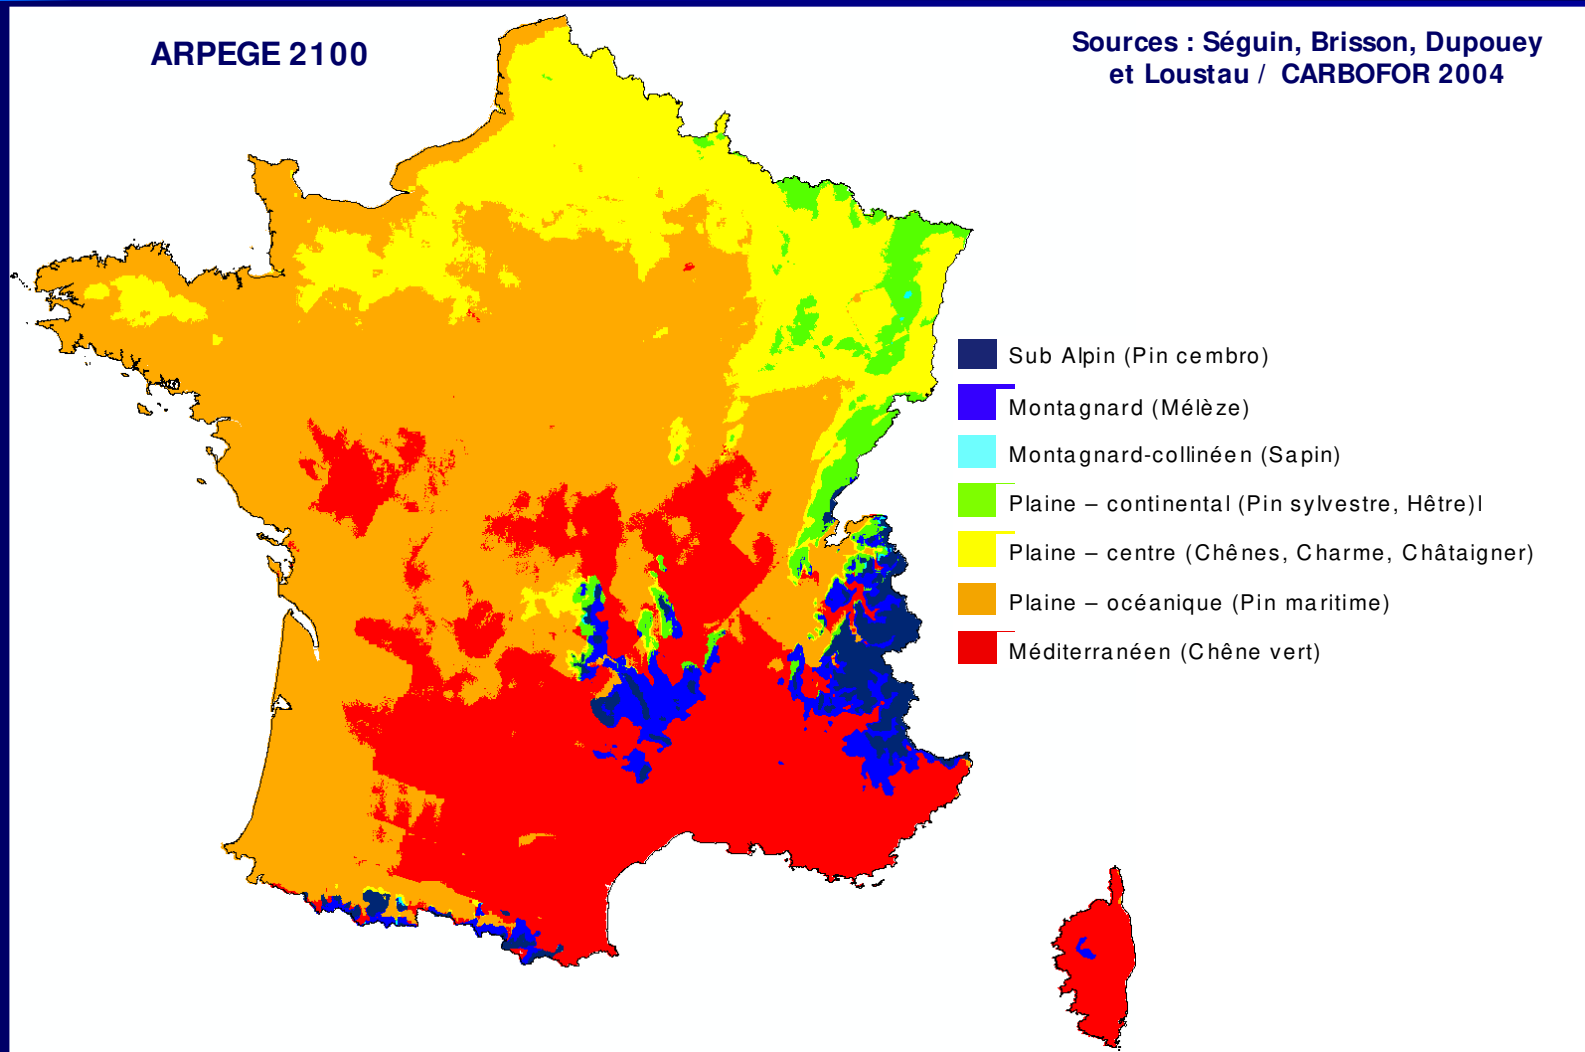 ARPEGE 2100
Sources : Séguin, Brisson, Dupouey
et Loustau / CARBOFOR 2004
Sub Alpin (Pin cembro)
Montagnard (Mélèze)
Montagnard-collinéen (Sapin)
Plaine – continental (Pin sylvestre, Hêtre)l
Plaine – centre (Chênes, Charme, Châtaigner)
Plaine – océanique (Pin maritime)
Méditerranéen (Chêne vert)